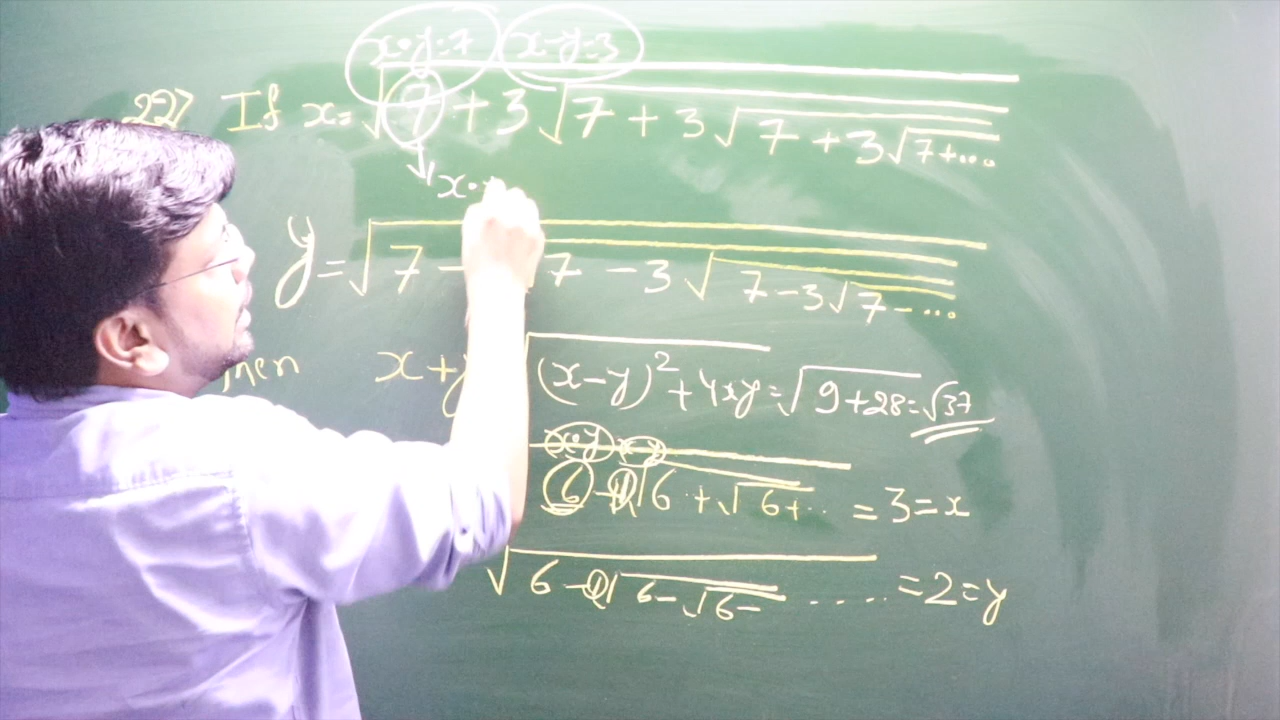 x•y=7 x-y=3
227 If x=√7+3√7+3√7+3√7+...
x•
y=√7- 7-3√7-3√7-...
x+y √(x-y)²+4xy=√9+28=√37
x•y x-y
6 √6+√6+.. =3=x
√6- √6-√6- ..... =2=y